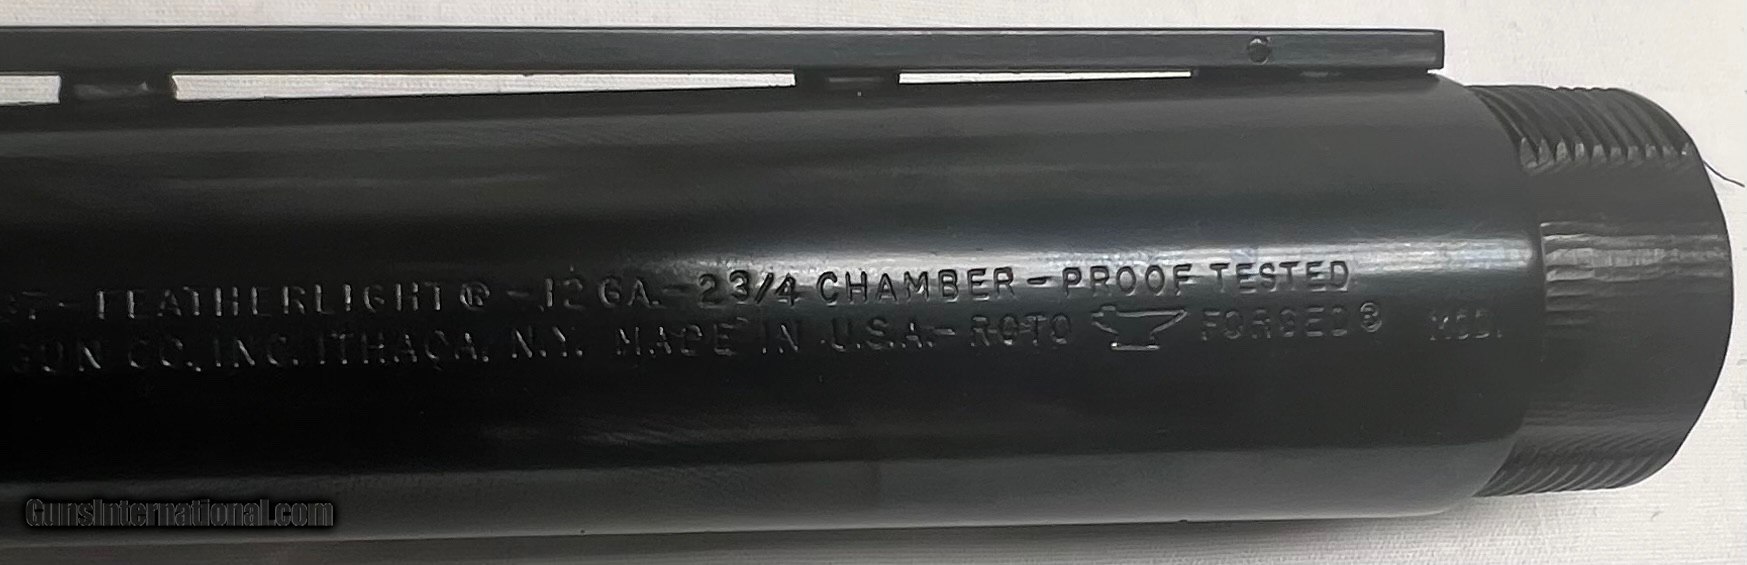 FEATHERLIGHT® - 12 GA. - 2 3/4 CHAMBER - PROOF TESTED
GUN CO., INC. ITHACA, N.Y. MADE IN U.S.A. - ROTO FORGED® MOD.
GunsInternational.com